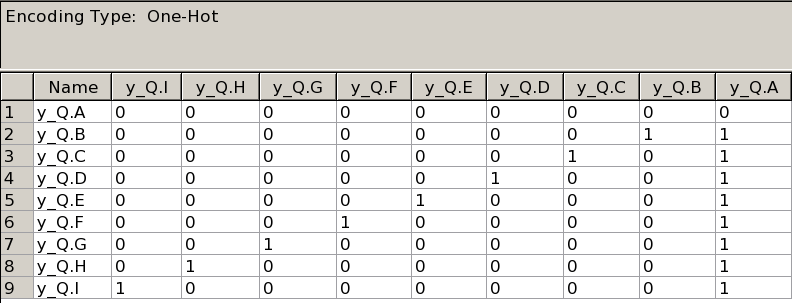 Encoding Type:  One-Hot
Name y_Q.I y_Q.H y_Q.G y_Q.F y_Q.E y_Q.D y_Q.C y_Q.B y_Q.A
1 y_Q.A 0 0 0 0 0 0 0 0 0
2 y_Q.B 0 0 0 0 0 0 0 1 1
3 y_Q.C 0 0 0 0 0 0 1 0 1
4 y_Q.D 0 0 0 0 0 1 0 0 1
5 y_Q.E 0 0 0 0 1 0 0 0 1
6 y_Q.F 0 0 0 1 0 0 0 0 1
7 y_Q.G 0 0 1 0 0 0 0 0 1
8 y_Q.H 0 1 0 0 0 0 0 0 1
9 y_Q.I 1 0 0 0 0 0 0 0 1